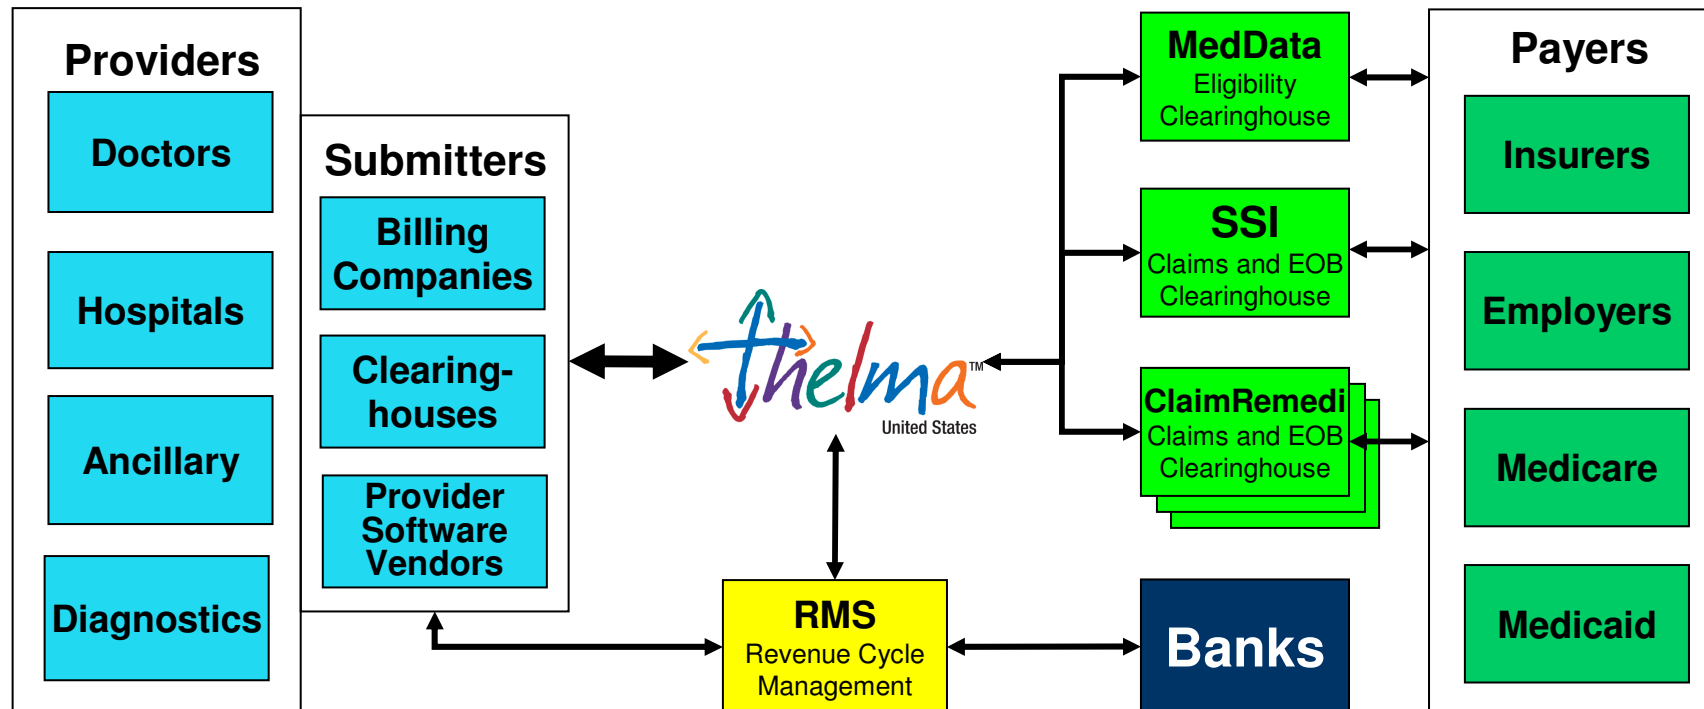 Providers
Doctors
Hospitals
Ancillary
Diagnostics
Submitters
Billing
Companies
Clearing-
houses
Provider
Software
Vendors
thelma™
United States
RMS
Revenue Cycle
Management
MedData
Eligibility
Clearinghouse
SSI
Claims and EOB
Clearinghouse
ClaimRemedi
Claims and EOB
Clearinghouse
Banks
Payers
Insurers
Employers
Medicare
Medicaid